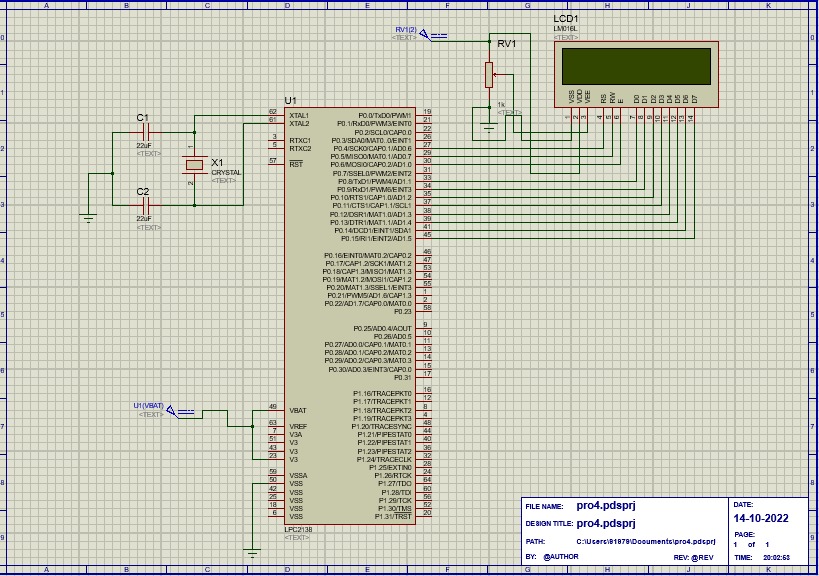 A B C D E F G H J K
0
1
2
3
4
5
6
7
8
9
LCD1
LM016L
<TEXT>
RV1(2)
<TEXT>
RV1
1k
<TEXT>
VSS VDD VEE RS RW E D0 D1 D2 D3 D4 D5 D6 D7
1 2 3 4 5 6 7 8 9 10 11 12 13 14
C1
22uF
<TEXT>
C2
22uF
<TEXT>
X1
CRYSTAL
<TEXT>
1
2
U1
62 XTAL1
61 XTAL2
3 RTXC1
5 RTXC2
57 RST
P0.0/TxD0/PWM1 19
P0.1/RxD0/PWM3/EINT0 21
P0.2/SCL0/CAP0.0 22
P0.3/SDA0/MAT0..0/EINT1 26
P0.4/SCK0/CAP0.1/AD0.6 27
P0.5/MISO0/MAT0.1/AD0.7 29
P0.6/MOSI0/CAP0.2/AD1.0 30
P0.7/SSEL0/PWM2/EINT2 31
P0.8/TxD1/PWM4/AD1.1 33
P0.9/RxD1/PWM6/EINT3 34
P0.10/RTS1/CAP1.0/AD1.2 35
P0.11/CTS1/CAP1.1/SCL1 37
P0.12/DSR1/MAT1.0/AD1.3 38
P0.13/DTR1/MAT1.1/AD1.4 39
P0.14/DCD1/EINT1/SDA1 41
P0.15/RI1/EINT2/AD1.5 45
P0.16/EINT0/MAT0.2/CAP0.2 46
P0.17/CAP1.2/SCK1/MAT1.2 47
P0.18/CAP1.3/MISO1/MAT1.3 53
P0.19/MAT1.2/MOSI1/CAP1.2 54
P0.20/MAT1.3/SSEL1/EINT3 55
P0.21/PWM5/AD1.6/CAP1.3 1
P0.22/AD1.7/CAP0.0/MAT0.0 2
P0.23 58
P0.25/AD0.4/AOUT 9
P0.26/AD0.5 10
P0.27/AD0.0/CAP0.1/MAT0.1 11
P0.28/AD0.1/CAP0.2/MAT0.2 13
P0.29/AD0.2/CAP0.3/MAT0.3 14
P0.30/AD0.3/EINT3/CAP0.0 15
P0.31 17
P1.16/TRACEPKT0 16
P1.17/TRACEPKT1 12
P1.18/TRACEPKT2 8
P1.19/TRACEPKT3 4
P1.20/TRACESYNC 48
P1.21/PIPESTAT0 44
P1.22/PIPESTAT1 40
P1.23/PIPESTAT2 36
P1.24/TRACECLK 32
P1.25/EXTIN0 28
P1.26/RTCK 24
P1.27/TDO 64
P1.28/TDI 60
P1.29/TCK 56
P1.30/TMS 52
P1.31/TRST 20
U1(VBAT)
<TEXT>
49 VBAT
63 VREF
7 V3A
51 V3
43 V3
23 V3
59 VSSA
50 VSS
42 VSS
25 VSS
18 VSS
6 VSS
LPC2138
<TEXT>
FILE NAME: pro4.pdsprj
DESIGN TITLE: pro4.pdsprj
PATH: C:\Users\91979\Documents\pro4.pdsprj
BY: @AUTHOR REV: @REV
DATE:
14-10-2022
PAGE:
1 of 1
TIME: 20:02:53
A B C D E F G H J K